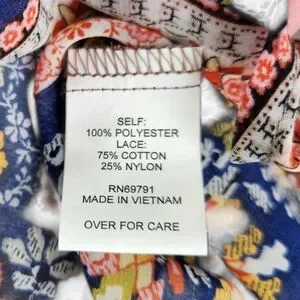 SELF:
100% POLYESTER
LACE:
75% COTTON
25% NYLON
RN69791
MADE IN VIETNAM
OVER FOR CARE